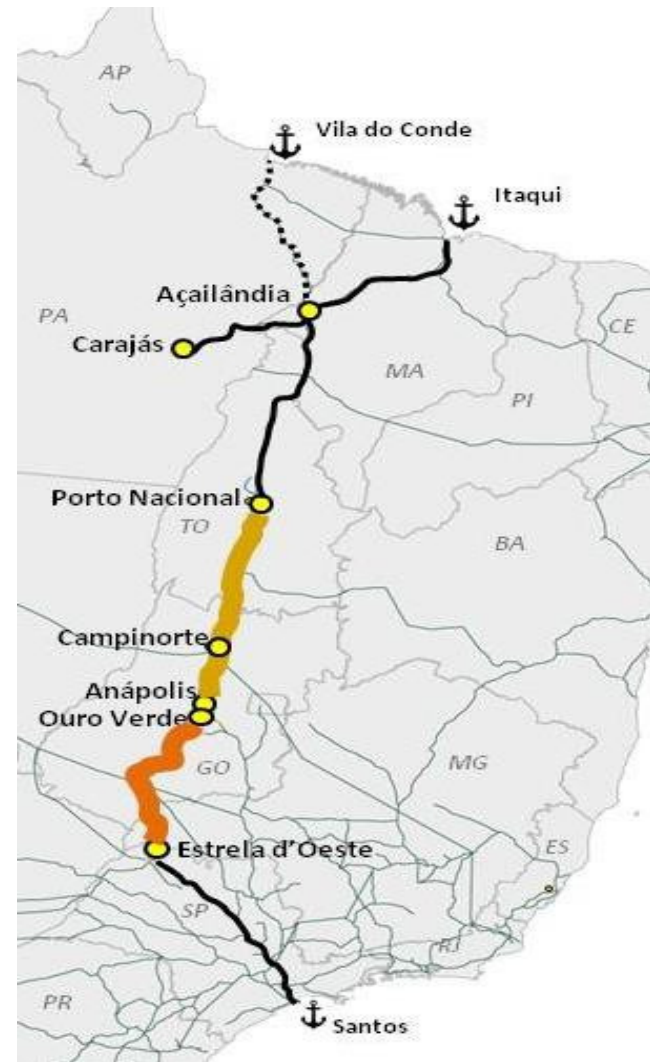 AP
Vila do Conde
Itaqui
Açailândia
PA
CE
Carajás
MA
PI
Porto Nacional
TO
BA
Campinorte
Anápolis
Ouro Verde
GO
MG
Estrela d’Oeste
ES
SP
RJ
PR
Santos